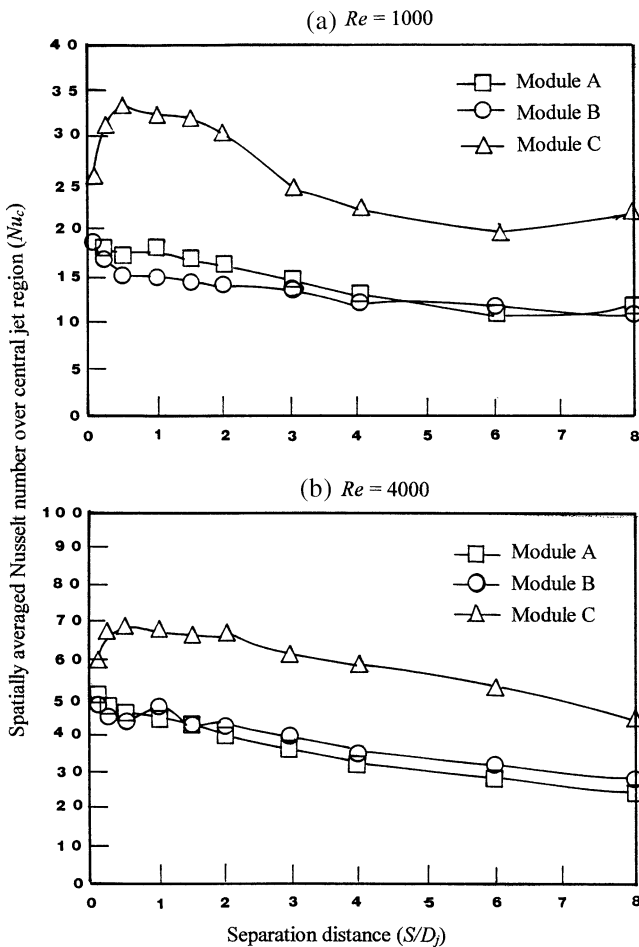 (a) Re = 1000
40
35
30
25
20
15
10
5
0
Module A
Module B
Module C
0 1 2 3 4 5 6 7 8
(b) Re = 4000
100
90
80
70
60
50
40
30
20
10
0
Module A
Module B
Module C
0 1 2 3 4 5 6 7 8
Separation distance (S/Dj)
Spatially averaged Nusselt number over central jet region (Nuc)